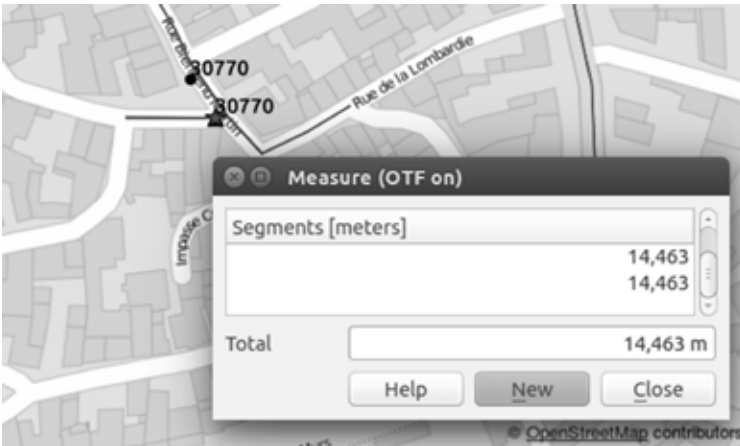 30770
30770
Rue de la Lombardie
Impasse C
Measure (OTF on)
Segments [meters]
14,463
14,463
Total
14,463 m
Help
New
Close
© OpenStreetMap contributors